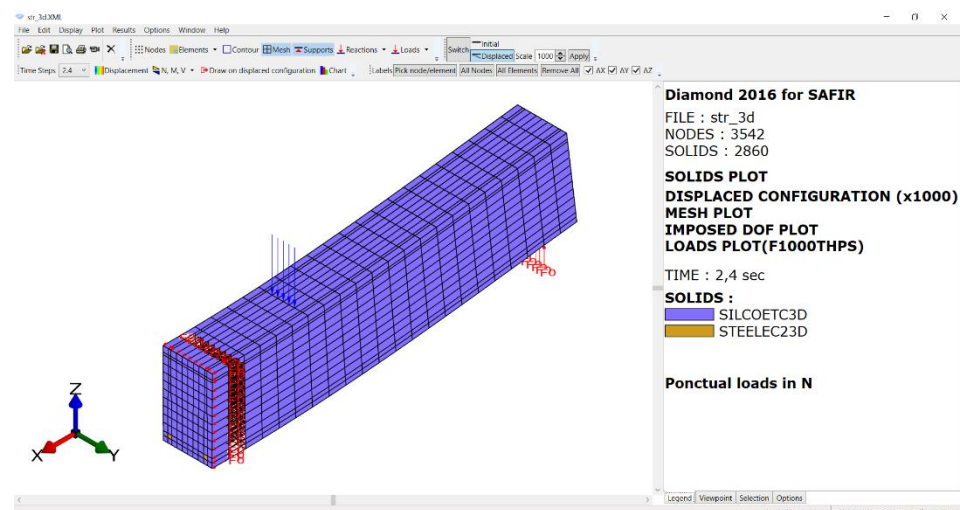 str_3d.XML
File Edit Display Plot Results Options Window Help
Nodes Elements Contour Mesh Supports Reactions Loads Switch Initial Displaced Scale 1000 Apply
Time Steps 2.4 Displacement N, M, V Draw on displaced configuration Chart Labels Pick node/element All Nodes All Elements Remove All ΔX ΔY ΔZ
Diamond 2016 for SAFIR
FILE : str_3d
NODES : 3542
SOLIDS : 2860
SOLIDS PLOT
DISPLACED CONFIGURATION (x1000)
MESH PLOT
IMPOSED DOF PLOT
LOADS PLOT(F1000THPS)
TIME : 2,4 sec
SOLIDS :
SILCOETC3D
STEELEC23D
Ponctual loads in N
Z
X
Y
Legend Viewpoint Selection Options